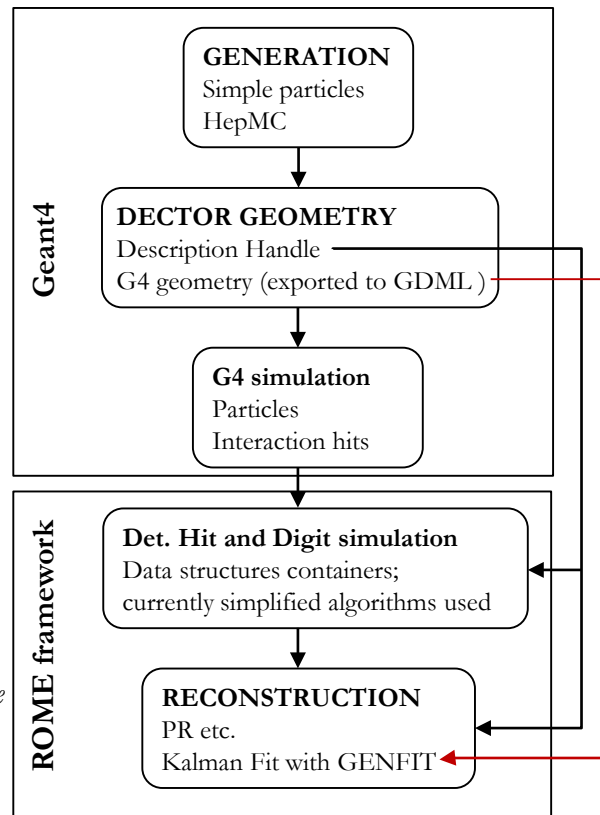 GENERATION
Simple particles
HepMC
Geant4
DECTOR GEOMETRY
Description Handle
G4 geometry (exported to GDML )
G4 simulation
Particles
Interaction hits
ROME framework
Det. Hit and Digit simulation
Data structures containers;
currently simplified algorithms used
RECONSTRUCTION
PR etc.
Kalman Fit with GENFIT
e